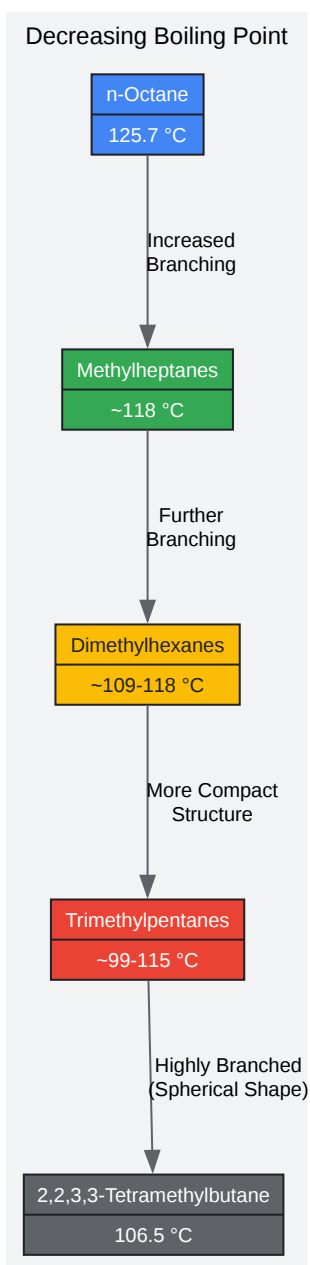 Decreasing Boiling Point
n-Octane
125.7 °C
Increased
Branching
Methylheptanes
~118 °C
Further
Branching
Dimethylhexanes
~109-118 °C
More Compact
Structure
Trimethylpentanes
~99-115 °C
Highly Branched
(Spherical Shape)
2,2,3,3-Tetramethylbutane
106.5 °C